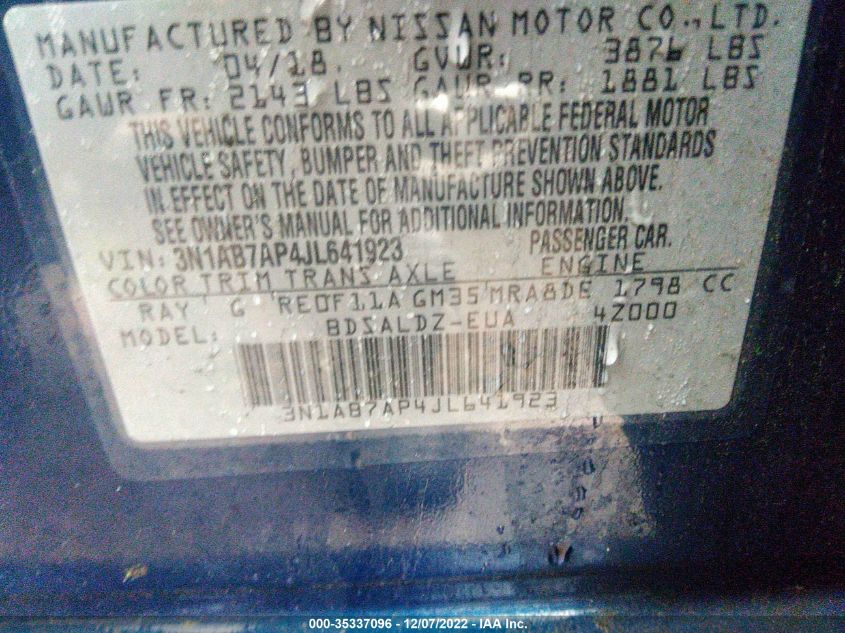 MANUFACTURED BY NISSAN MOTOR CO., LTD.
DATE: 04/18 GVWR: 3876 LBS
GAWR FR: 2143 LBS GAWR RR: 1881 LBS
THIS VEHICLE CONFORMS TO ALL APPLICABLE FEDERAL MOTOR
VEHICLE SAFETY, BUMPER AND THEFT PREVENTION STANDARDS
IN EFFECT ON THE DATE OF MANUFACTURE SHOWN ABOVE.
SEE OWNER'S MANUAL FOR ADDITIONAL INFORMATION.
VIN: 3N1AB7AP4JL641923 PASSENGER CAR.
COLOR TRIM TRANS AXLE ENGINE
RAY G RE0F11A GM35 MRA8DE 1798 CC
MODEL: BDSALDZ-EUA 4Z000
3N1AB7AP4JL641923
000-35337096 - 12/07/2022 - IAA Inc.